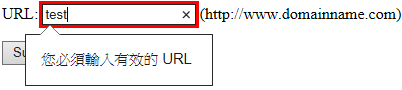 URL: test × (http://www.domainname.com)
您必須輸入有效的 URL
Su